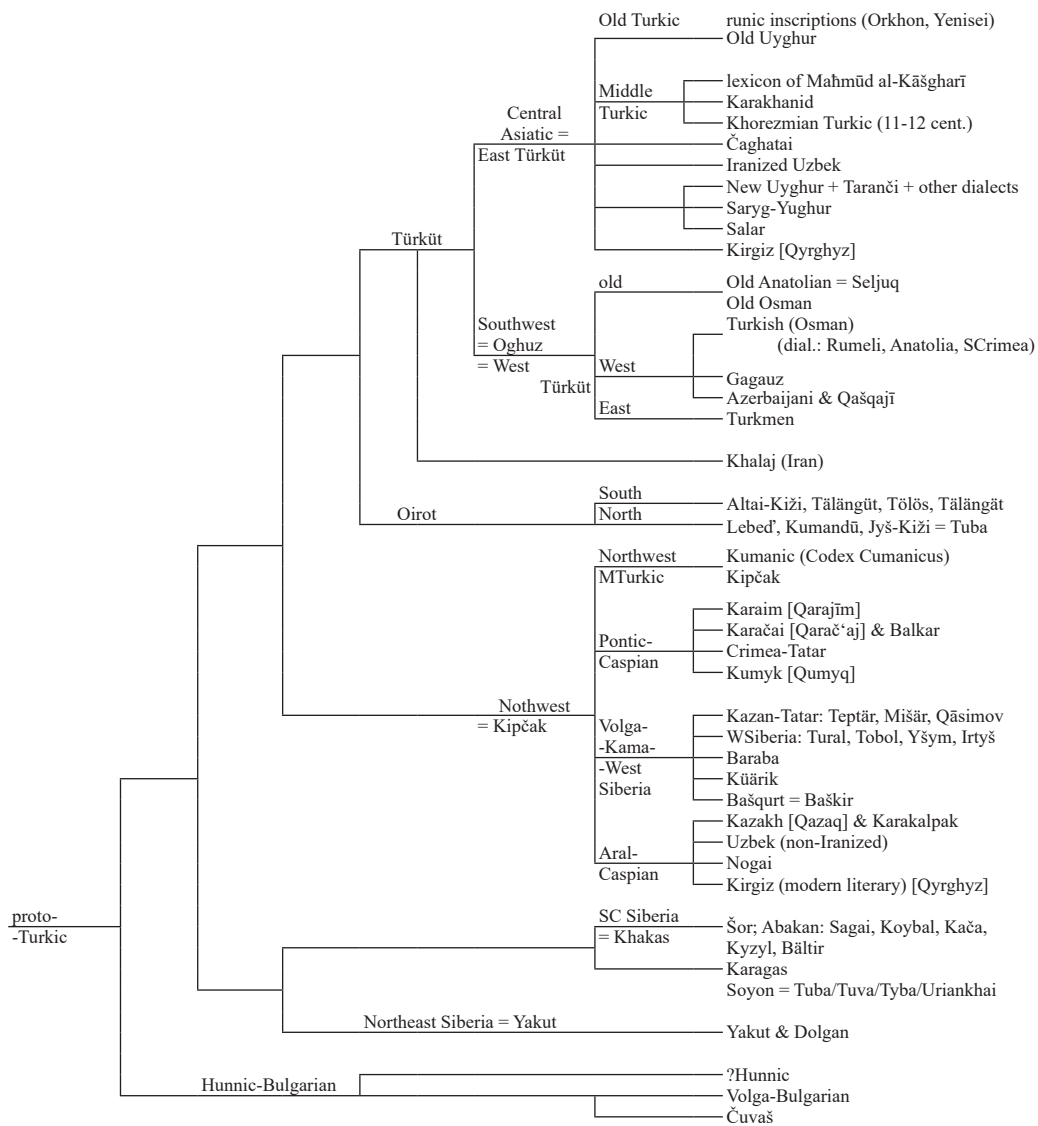 Old Turkic runic inscriptions (Orkhon, Yenisei)
Old Uyghur
lexicon of Maħmūd al-Kāšgharī
Middle
Turkic
Karakhanid
Khorezmian Turkic (11-12 cent.)
Central
Asiatic =
East Türküt
Čaghatai
Iranized Uzbek
New Uyghur + Taranči + other dialects
Saryg-Yughur
Salar
Türküt
Kirgiz [Qyrghyz]
old
Old Anatolian = Seljuq
Old Osman
Southwest
= Oghuz
= West
Türküt
Turkish (Osman)
(dial.: Rumeli, Anatolia, SCrimea)
West
Gagauz
Azerbaijani & Qašqajī
East
Turkmen
Khalaj (Iran)
Oirot
South
North
Altai-Kiži, Tälängüt, Tölös, Tälängät
Lebeď, Kumandū, Jyš-Kiži = Tuba
Northwest
MTurkic
Kumanic (Codex Cumanicus)
Kipčak
Karaim [Qarajīm]
Karačai [Qarač‘aj] & Balkar
Pontic-
Caspian
Crimea-Tatar
Kumyk [Qumyq]
Nothwest
= Kipčak
Volga-
-Kama-
-West
Siberia
Kazan-Tatar: Teptär, Mišär, Qāsimov
WSiberia: Tural, Tobol, Yšym, Irtyš
Baraba
Küärik
Bašqurt = Baškir
Kazakh [Qazaq] & Karakalpak
Uzbek (non-Iranized)
Aral-
Caspian
Nogai
Kirgiz (modern literary) [Qyrghyz]
proto-
-Turkic
SC Siberia
= Khakas
Šor; Abakan: Sagai, Koybal, Kača,
Kyzyl, Bältir
Karagas
Soyon = Tuba/Tuva/Tyba/Uriankhai
Northeast Siberia = Yakut
Yakut & Dolgan
Hunnic-Bulgarian
?Hunnic
Volga-Bulgarian
Čuvaš